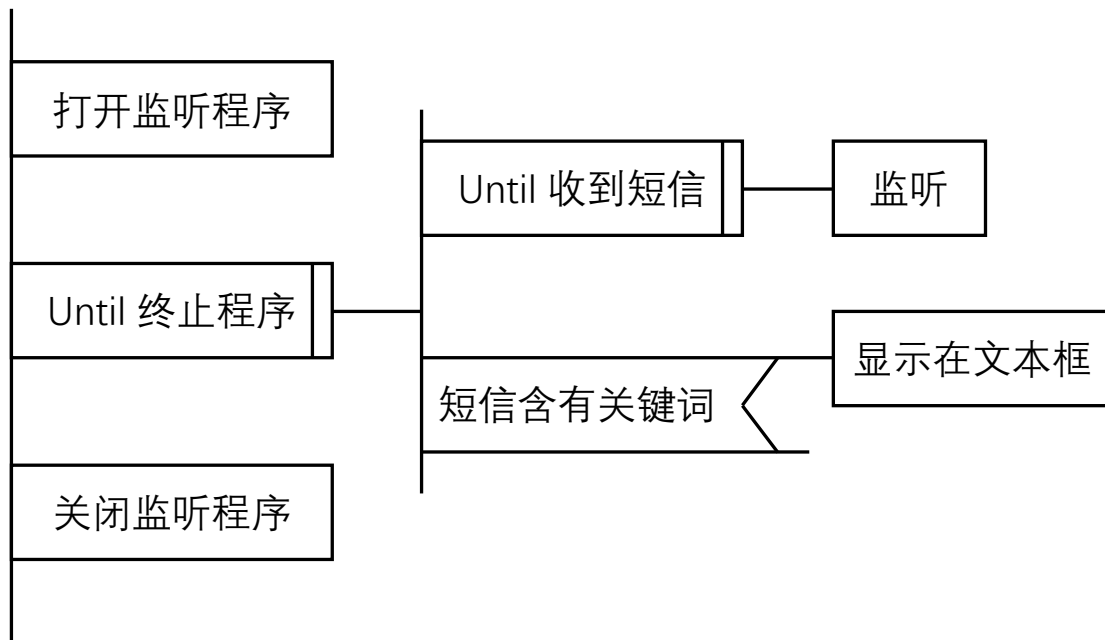 打开监听程序
Until 终止程序
关闭监听程序
Until 收到短信
监听
短信含有关键词
显示在文本框